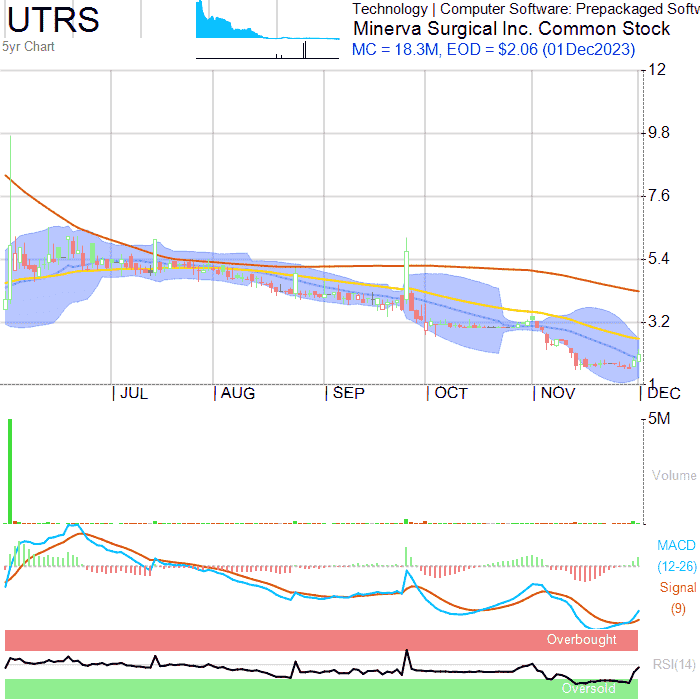 UTRS
5yr Chart
Technology | Computer Software: Prepackaged Softw
Minerva Surgical Inc. Common Stock
MC = 18.3M, EOD = $2.06 (01Dec2023)
12
9.8
7.6
5.4
3.2
1
JUL
AUG
SEP
OCT
NOV
DEC
5M
Volume
MACD
(12-26)
Signal
(9)
Overbought
RSI(14)
Oversold